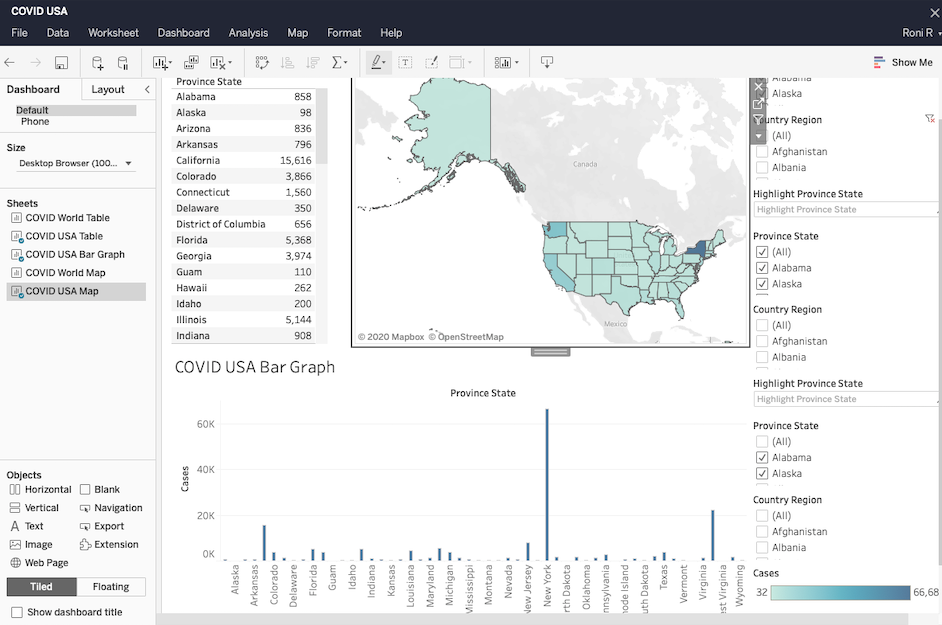 COVID USA
File Data Worksheet Dashboard Analysis Map Format Help Roni R
Show Me
Dashboard Layout
Default
Phone
Size
Desktop Browser (100...
Sheets
COVID World Table
COVID USA Table
COVID USA Bar Graph
COVID World Map
COVID USA Map
Objects
Horizontal Blank
Vertical Navigation
Text Export
Image Extension
Web Page
Tiled Floating
Show dashboard title
Province State
Alabama 858
Alaska 98
Arizona 836
Arkansas 796
California 15,616
Colorado 3,866
Connecticut 1,560
Delaware 350
District of Columbia 656
Florida 5,368
Georgia 3,974
Guam 110
Hawaii 262
Idaho 200
Illinois 5,144
Indiana 908
Canada
Mexico
© 2020 Mapbox © OpenStreetMap
COVID USA Bar Graph
Province State
Cases
60K
40K
20K
0K
Alaska
Arkansas
Colorado
Delaware
Florida
Guam
Idaho
Indiana
Kansas
Louisiana
Maryland
Michigan
Mississippi
Montana
Nevada
New Jersey
New York
rth Dakota
Oklahoma
nnsylvania
hode Island
uth Dakota
Texas
Vermont
Virginia
est Virginia
Wyoming
Alabama
Alaska
untry Region
(All)
Afghanistan
Albania
Highlight Province State
Highlight Province State
Province State
(All)
Alabama
Alaska
Country Region
(All)
Afghanistan
Albania
Highlight Province State
Highlight Province State
Province State
(All)
Alabama
Alaska
Country Region
(All)
Afghanistan
Albania
Cases
32 66,68